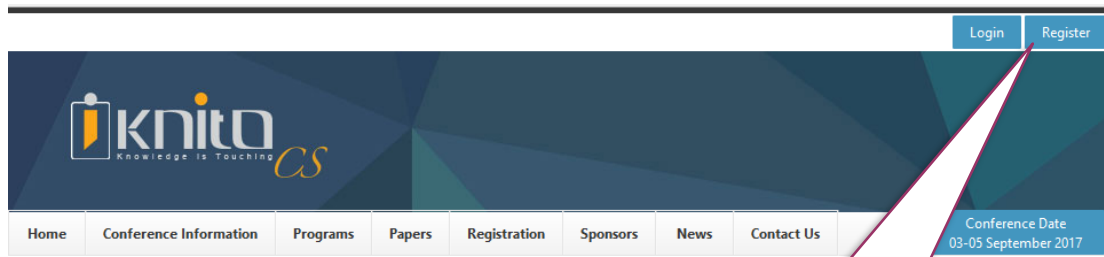 Login Register
iknito
Knowledge Is Touching
CS
Home Conference Information Programs Papers Registration Sponsors News Contact Us
Conference Date
03-05 September 2017